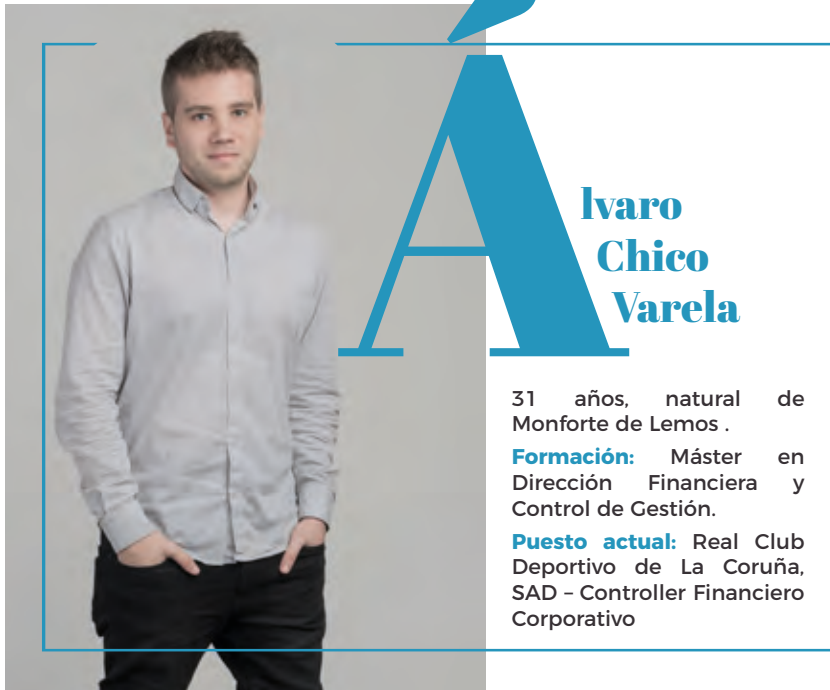 Álvaro
Chico
Varela
31 años, natural de
Monforte de Lemos .
Formación: Máster en
Dirección Financiera y
Control de Gestión.
Puesto actual: Real Club
Deportivo de La Coruña,
SAD – Controller Financiero
Corporativo